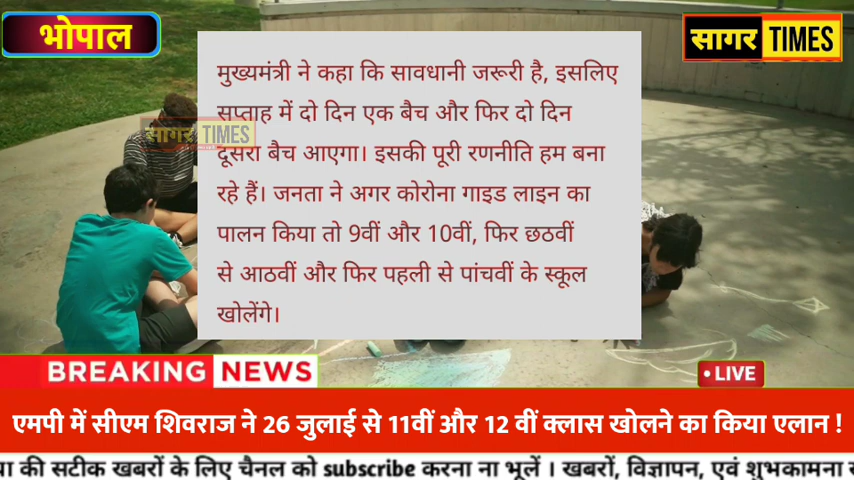 भोपाल
सागर TIMES
मुख्यमंत्री ने कहा कि सावधानी जरूरी है, इसलिए
सप्ताह में दो दिन एक बैच और फिर दो दिन
सागर TIMES
दूसरा बैच आएगा। इसकी पूरी रणनीति हम बना
रहे हैं। जनता ने अगर कोरोना गाइड लाइन का
पालन किया तो 9वीं और 10वीं, फिर छठवीं
से आठवीं और फिर पहली से पांचवीं के स्कूल
खोलेंगे।
BREAKING NEWS
• LIVE
एमपी में सीएम शिवराज ने 26 जुलाई से 11वीं और 12 वीं क्लास खोलने का किया एलान !
की सटीक खबरों के लिए चैनल को subscribe करना ना भूलें । खबरों, विज्ञापन, एवं शुभकामना